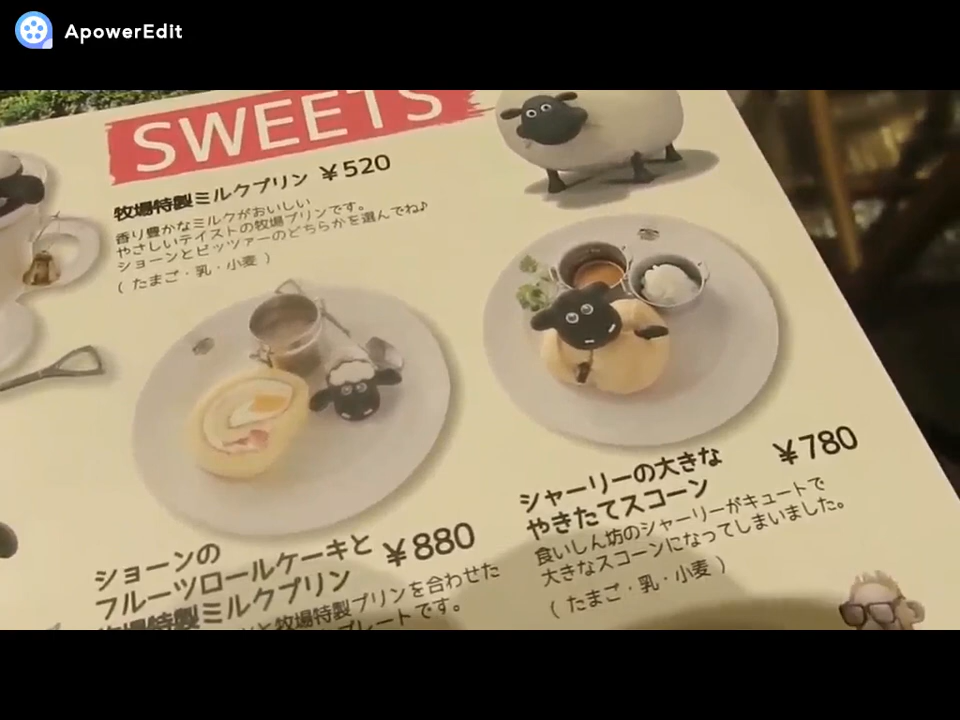 ApowerEdit
SWEETS
牧場特製ミルクプリン ¥520
香り豊かなミルクがおいしい
やさしいテイストの牧場プリンです。
ショーンとビッツァーのどちらかを選んでね♪
( たまご・乳・小麦 )
ショーンの
フルーツロールケーキと ¥880
牧場特製ミルクプリン
と牧場特製プリンを合わせた
プレートです。
シャーリーの大きな ¥780
やきたてスコーン
食いしん坊のシャーリーがキュートで
大きなスコーンになってしまいました。
( たまご・乳・小麦 )